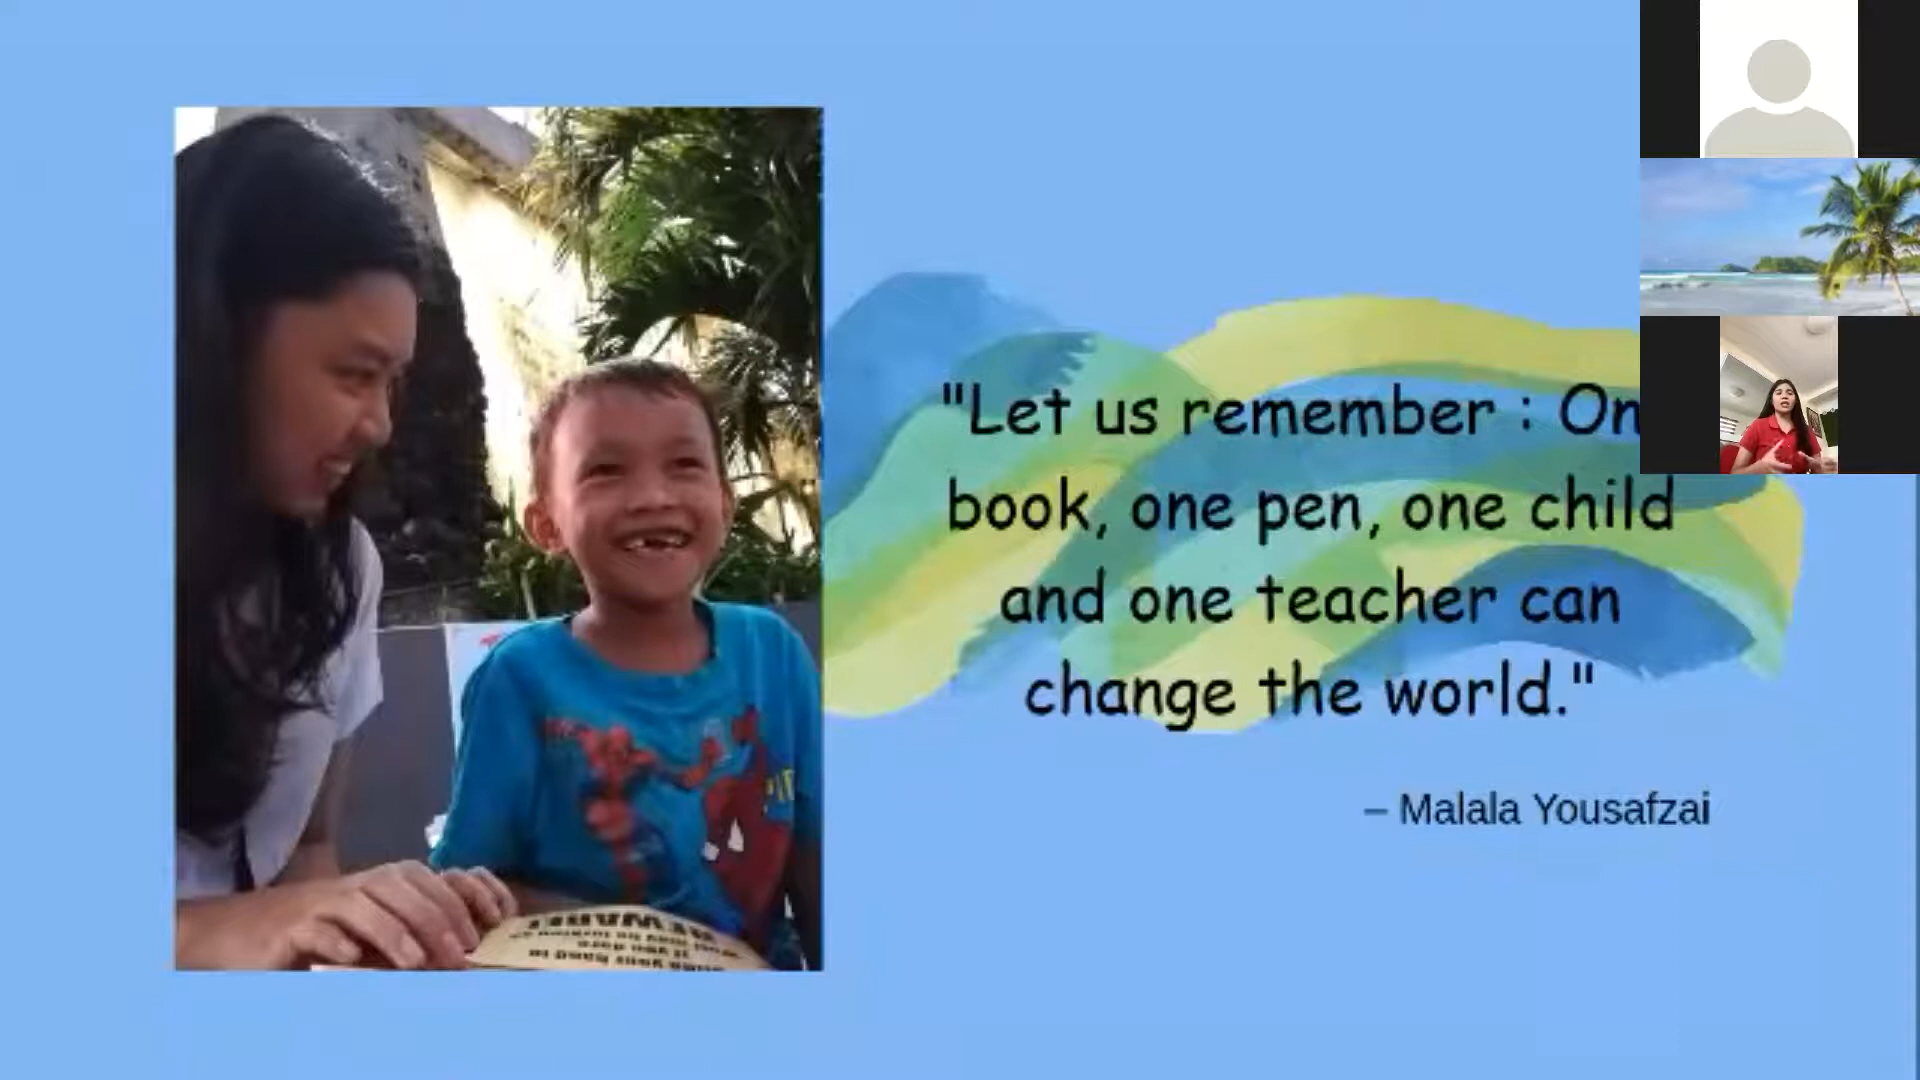 "Let us remember : On
book, one pen, one child
and one teacher can
change the world."
– Malala Yousafzai